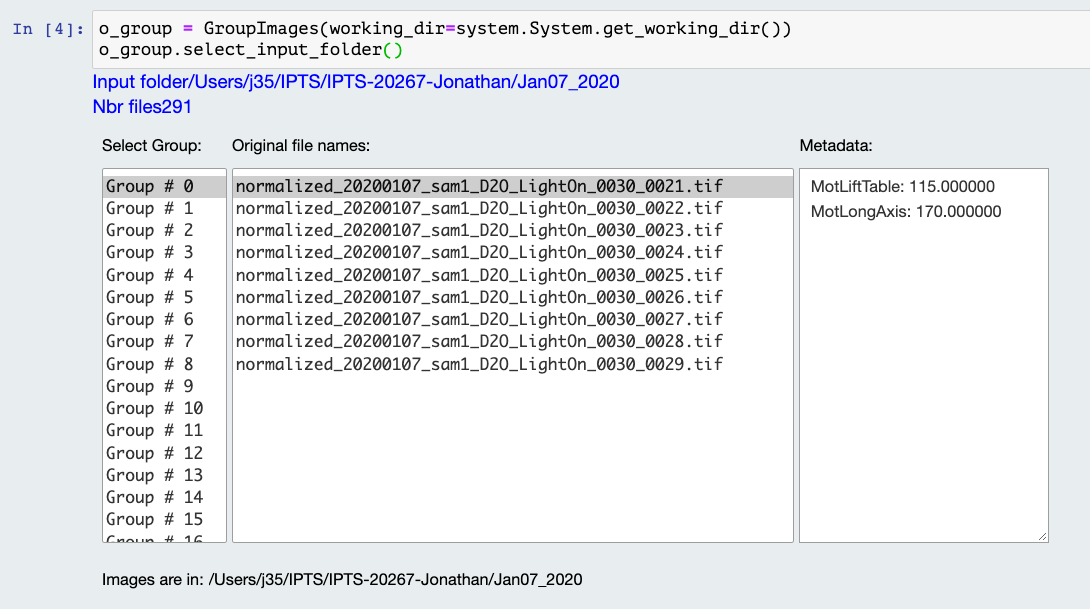 In [4]: o_group = GroupImages(working_dir=system.System.get_working_dir())
o_group.select_input_folder()
Input folder/Users/j35/IPTS/IPTS-20267-Jonathan/Jan07_2020
Nbr files291
Select Group: Original file names: Metadata:
Group # 0 normalized_20200107_sam1_D2O_LightOn_0030_0021.tif MotLiftTable: 115.000000
Group # 1 normalized_20200107_sam1_D2O_LightOn_0030_0022.tif MotLongAxis: 170.000000
Group # 2 normalized_20200107_sam1_D2O_LightOn_0030_0023.tif
Group # 3 normalized_20200107_sam1_D2O_LightOn_0030_0024.tif
Group # 4 normalized_20200107_sam1_D2O_LightOn_0030_0025.tif
Group # 5 normalized_20200107_sam1_D2O_LightOn_0030_0026.tif
Group # 6 normalized_20200107_sam1_D2O_LightOn_0030_0027.tif
Group # 7 normalized_20200107_sam1_D2O_LightOn_0030_0028.tif
Group # 8 normalized_20200107_sam1_D2O_LightOn_0030_0029.tif
Group # 9
Group # 10
Group # 11
Group # 12
Group # 13
Group # 14
Group # 15
Group # 16
Images are in: /Users/j35/IPTS/IPTS-20267-Jonathan/Jan07_2020